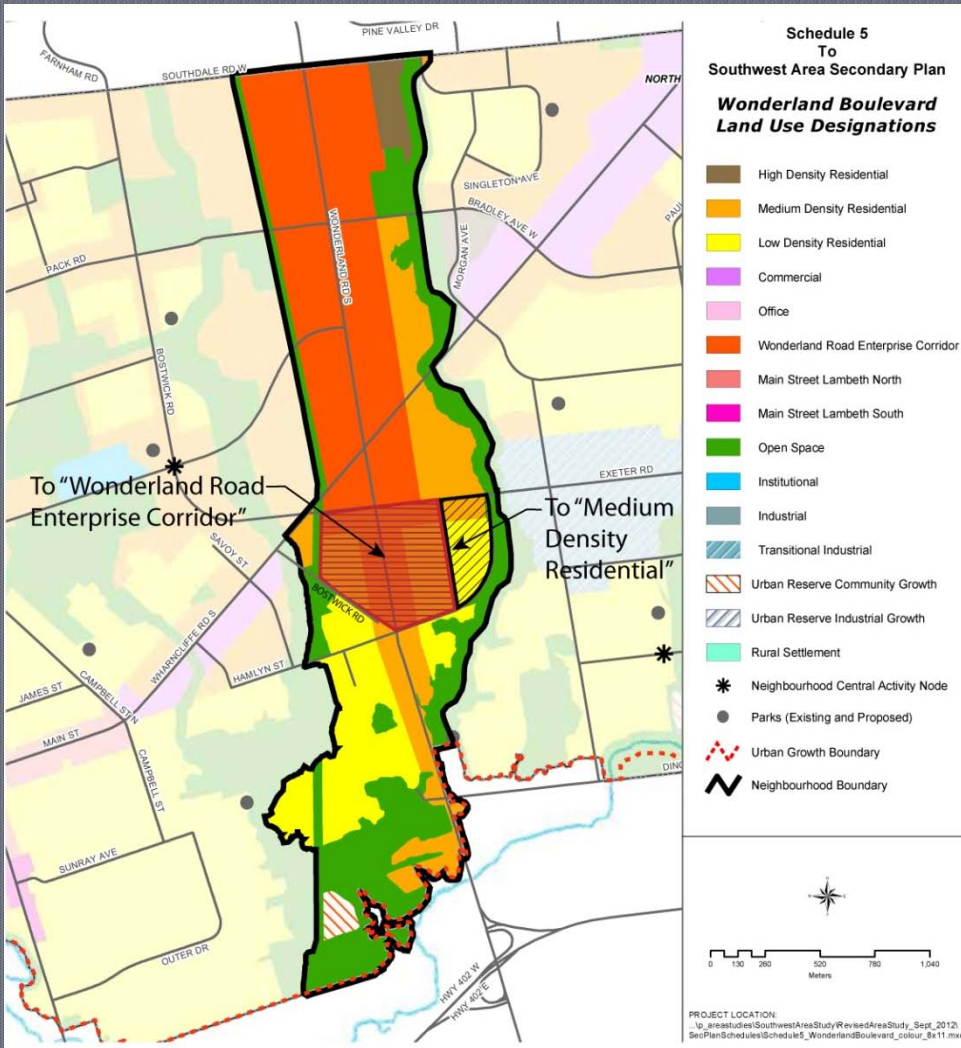 PINE VALLEY DR
FARNHAM RD
SOUTHDALE RD W
NORTH
SINGLETON AVE
WONDERLAND RD S
BRADLEY AVE W
MORGAN AVE
PACK RD
BOSTWICK RD
EXETER RD
To “Wonderland Road
Enterprise Corridor”
To “Medium
Density
Residential”
SAVOY ST
BOSTWICK RD
WHARNCLIFFE RD S
HAMLYN ST
JAMES ST
CAMPBELL ST N
MAIN ST
CAMPBELL ST
SUNRAY AVE
OUTER DR
HWY 402 W
HWY 402 E
Schedule 5
To
Southwest Area Secondary Plan
Wonderland Boulevard
Land Use Designations
High Density Residential
Medium Density Residential
Low Density Residential
Commercial
Office
Wonderland Road Enterprise Corridor
Main Street Lambeth North
Main Street Lambeth South
Open Space
Institutional
Industrial
Transitional Industrial
Urban Reserve Community Growth
Urban Reserve Industrial Growth
Rural Settlement
Neighbourhood Central Activity Node
Parks (Existing and Proposed)
Urban Growth Boundary
Neighbourhood Boundary
0 130 260 520 780 1,040
Meters
PROJECT LOCATION:
...\p_areastudies\SouthwestAreaStudy\RevisedAreaStudy_Sept_2012\
SecPlanSchedules\Schedule5_WonderlandBoulevard_colour_8x11.mxd